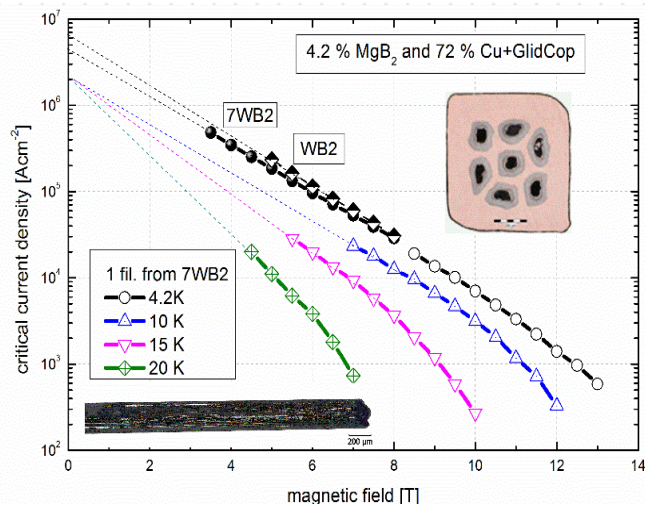 10⁷
4.2 % MgB₂ and 72 % Cu+GlidCop
10⁶
7WB2
WB2
10⁵
critical current density [Acm⁻²]
10⁴
1 fil. from 7WB2
4.2K
10 K
15 K
20 K
10³
200 µm
10²
0 2 4 6 8 10 12 14
magnetic field [T]